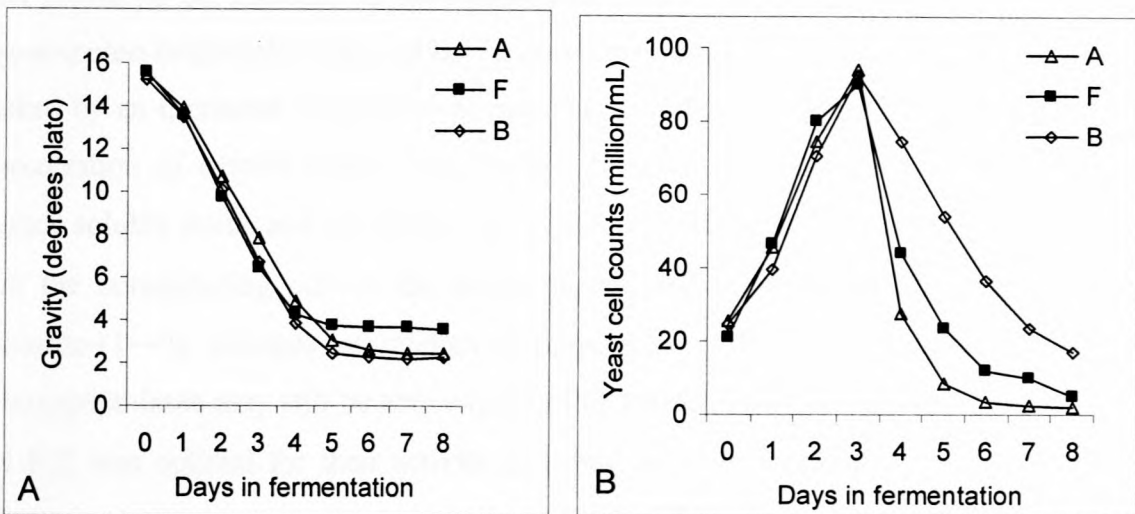 A
F
B
16
14
12
10
8
6
4
2
0
Gravity (degrees plato)
0 1 2 3 4 5 6 7 8
Days in fermentation
A
A
F
B
100
80
60
40
20
0
Yeast cell counts (million/mL)
0 1 2 3 4 5 6 7 8
Days in fermentation
B